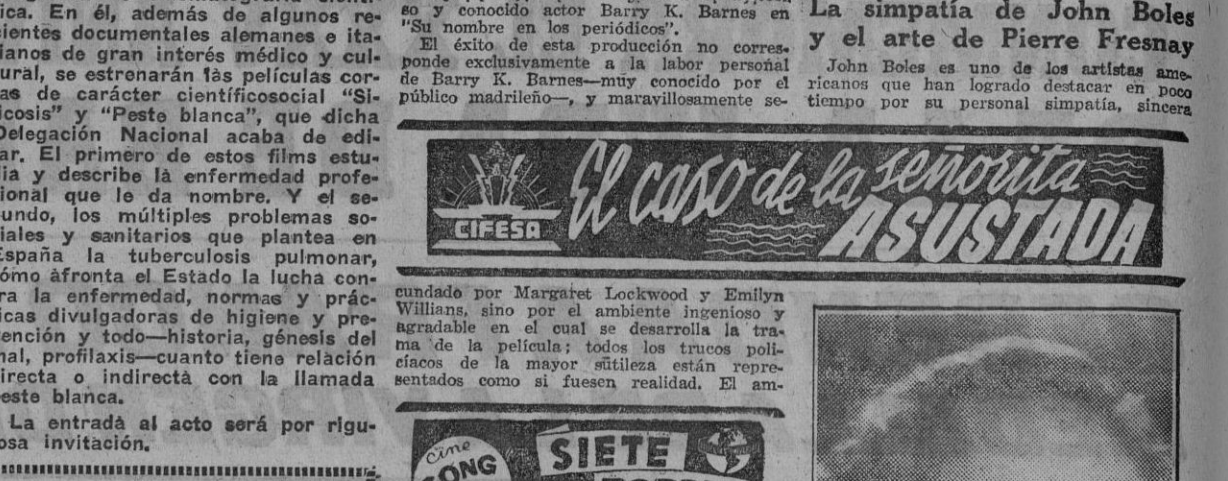 ica. En él, además de algunos re-
cientes documentales alemanes e ita-
lianos de gran interés médico y cul-
tural, se estrenarán las películas cor-
as de carácter científicosocial "Si-
licosis" y "Peste blanca", que dicha
Delegación Nacional acaba de edi-
tar. El primero de estos films estu-
dia y describe la enfermedad profe-
sional que le da nombre. Y el se-
gundo, los múltiples problemas so-
ciales y sanitarios que plantea en
España la tuberculosis pulmonar,
cómo afronta el Estado la lucha con-
tra la enfermedad, normas y prác-
ticas divulgadoras de higiene y pre-
vención y todo—historia, génesis del
mal, profilaxis—cuanto tiene relación
directa o indirecta con la llamada
peste blanca.
La entrada al acto será por rigu-
rosa invitación.
so y conocido actor Barry K. Barnes en
"Su nombre en los periódicos".
El éxito de esta producción no corres-
ponde exclusivamente a la labor personal
de Barry K. Barnes—muy conocido por el
público madrileño—, y maravillosamente se-
CIFESA
El caso de la señorita
ASUSTADA
cundado por Margaret Lockwood y Emilyn
Willians, sino por el ambiente ingenioso y
agradable en el cual se desarrolla la tra-
ma de la película; todos los trucos poli-
cíacos de la mayor sutileza están repre-
sentados como si fuesen realidad. El am-
cine
GONG
SIETE
La simpatía de John Boles
y el arte de Pierre Fresnay
John Boles es uno de los artistas ame-
ricanos que han logrado destacar en poco
tiempo por su personal simpatía, sincera